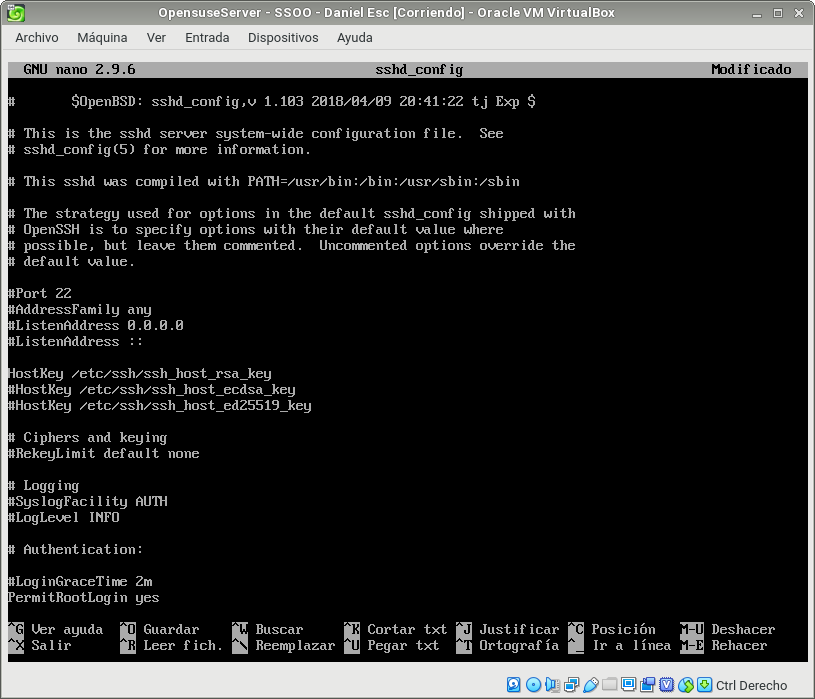 OpensuseServer - SSOO - Daniel Esc [Corriendo] - Oracle VM VirtualBox
Archivo Máquina Ver Entrada Dispositivos Ayuda
GNU nano 2.9.6 sshd_config Modificado
# $OpenBSD: sshd_config,v 1.103 2018/04/09 20:41:22 tj Exp $
# This is the sshd server system-wide configuration file.  See
# sshd_config(5) for more information.
# This sshd was compiled with PATH=/usr/bin:/bin:/usr/sbin:/sbin
# The strategy used for options in the default sshd_config shipped with
# OpenSSH is to specify options with their default value where
# possible, but leave them commented.  Uncommented options override the
# default value.
#Port 22
#AddressFamily any
#ListenAddress 0.0.0.0
#ListenAddress ::
HostKey /etc/ssh/ssh_host_rsa_key
#HostKey /etc/ssh/ssh_host_ecdsa_key
#HostKey /etc/ssh/ssh_host_ed25519_key
# Ciphers and keying
#RekeyLimit default none
# Logging
#SyslogFacility AUTH
#LogLevel INFO
# Authentication:
#LoginGraceTime 2m
PermitRootLogin yes
^G Ver ayuda ^O Guardar ^W Buscar ^K Cortar txt ^J Justificar ^C Posición M-U Deshacer
^X Salir ^R Leer fich. ^\ Reemplazar ^U Pegar txt ^T Ortografía ^_ Ir a línea M-E Rehacer
Ctrl Derecho